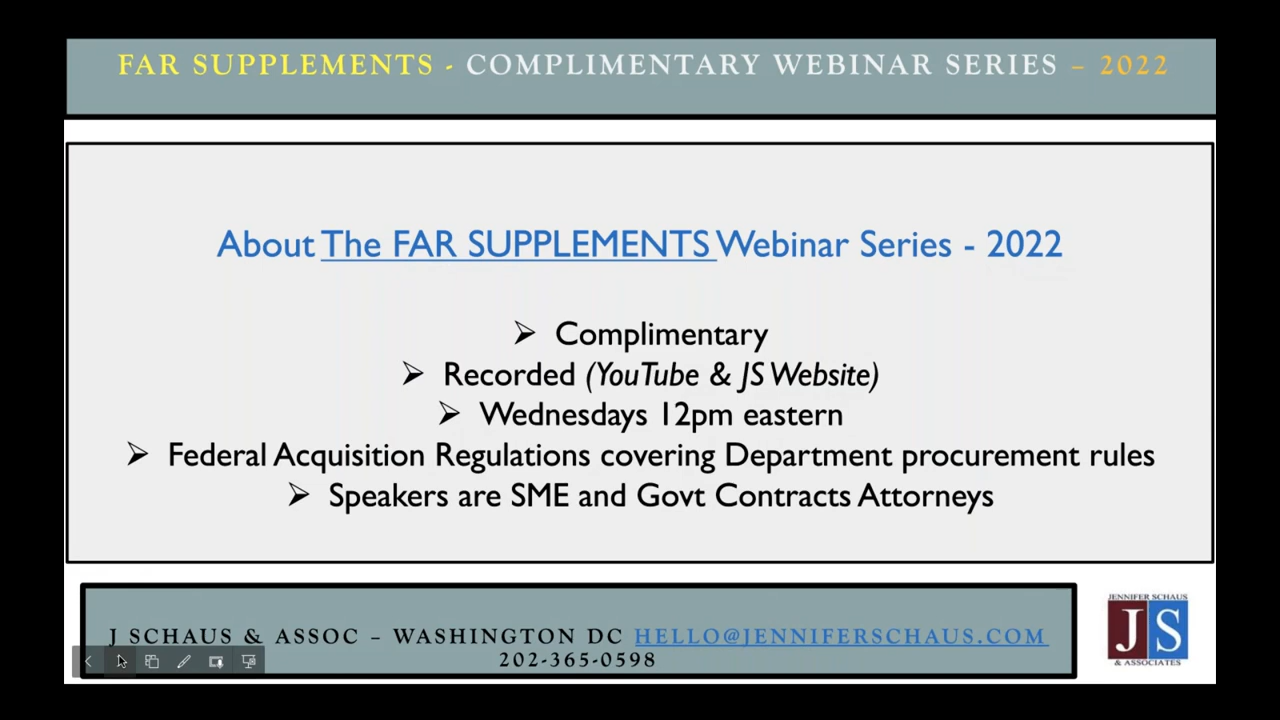 FAR SUPPLEMENTS - COMPLIMENTARY WEBINAR SERIES – 2022
About The FAR SUPPLEMENTS Webinar Series - 2022
➢ Complimentary
➢ Recorded (YouTube & JS Website)
➢ Wednesdays 12pm eastern
➢ Federal Acquisition Regulations covering Department procurement rules
➢ Speakers are SME and Govt Contracts Attorneys
J SCHAUS & ASSOC – WASHINGTON DC HELLO@JENNIFERSCHAUS.COM
202-365-0598
JENNIFER SCHAUS
JS
& ASSOCIATES